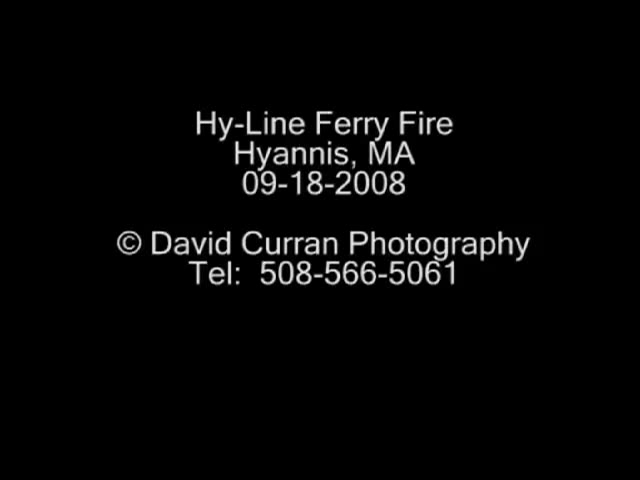 Hy-Line Ferry Fire
Hyannis, MA
09-18-2008
© David Curran Photography
Tel:  508-566-5061